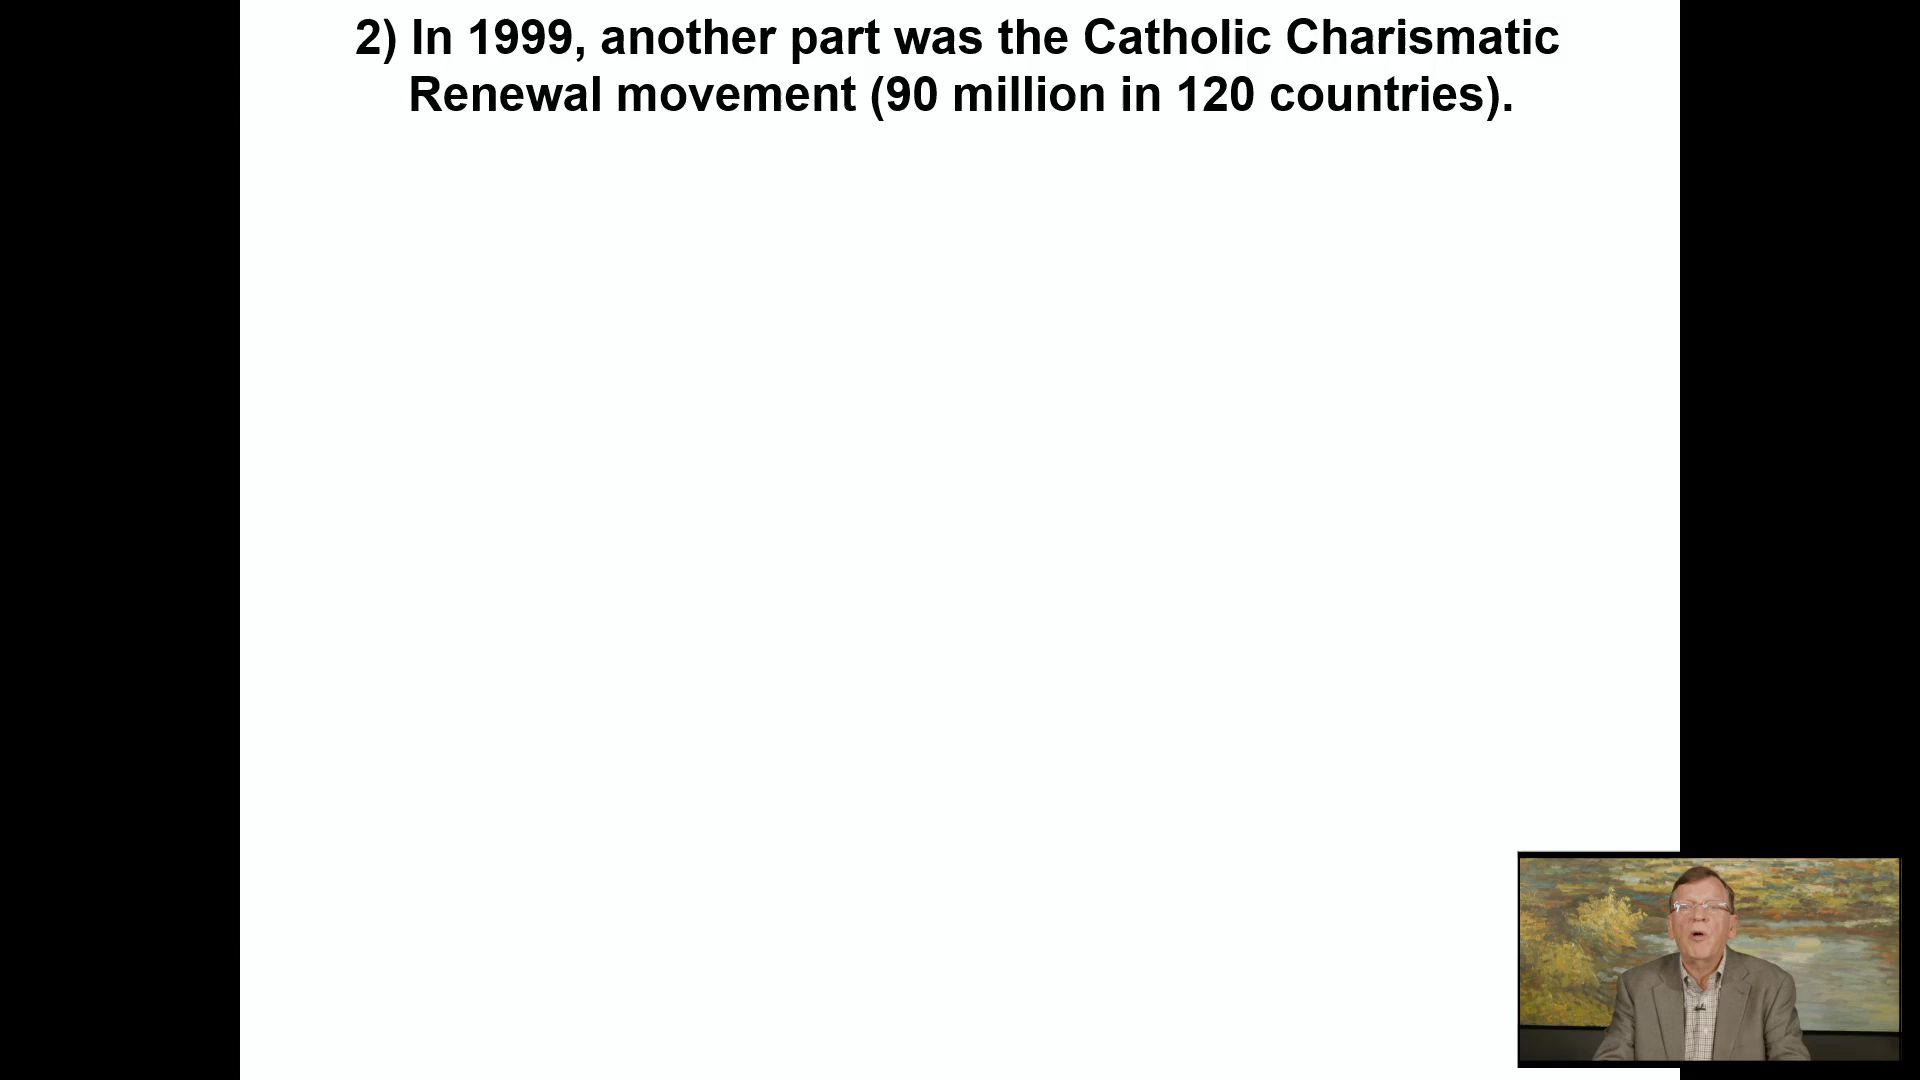 2) In 1999, another part was the Catholic Charismatic
Renewal movement (90 million in 120 countries).